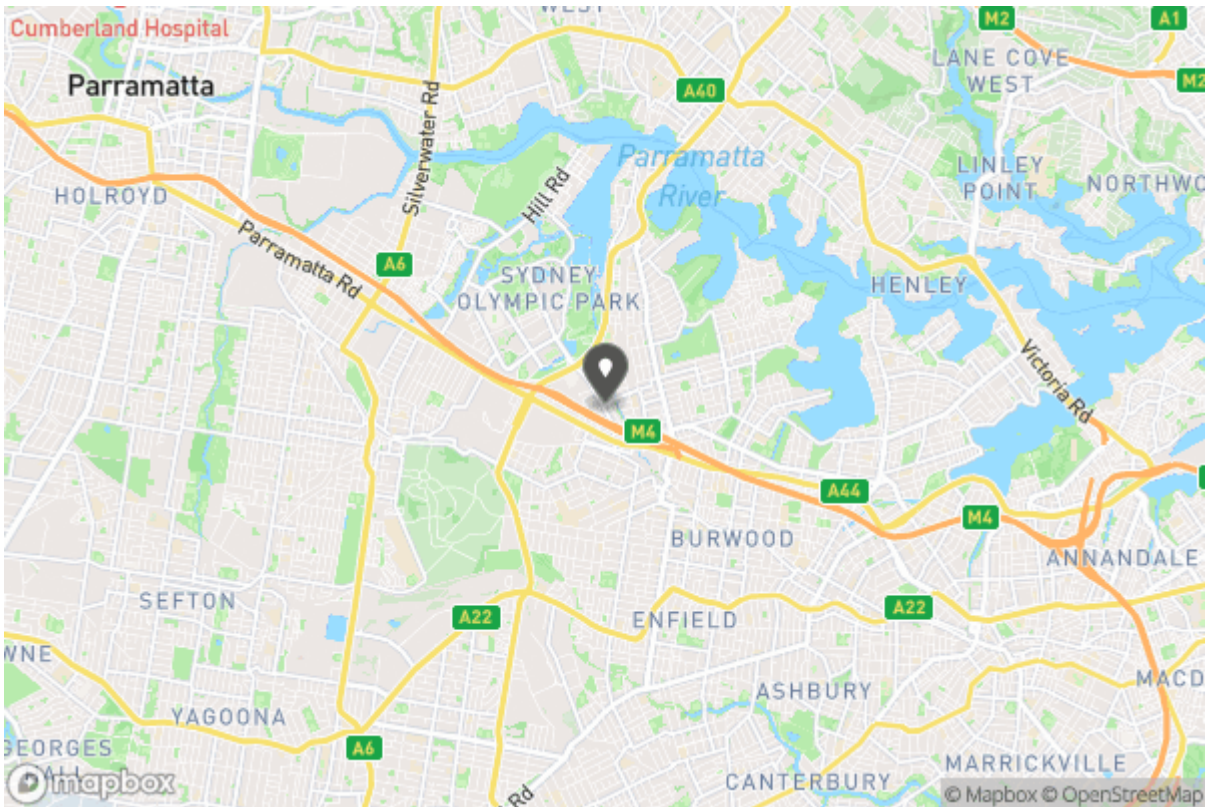 WEST
M2
A1
Cumberland Hospital
LANE COVE
WEST
M2
Parramatta
Silverwater Rd
A40
Parramatta
River
LINLEY
POINT
HOLROYD
Hill Rd
NORTHWO
Parramatta Rd
A6
SYDNEY
OLYMPIC PARK
HENLEY
Victoria Rd
M4
A44
M4
BURWOOD
ANNANDALE
SEFTON
A22
ENFIELD
A22
WNE
ASHBURY
MACD
YAGOONA
A6
GEORGES
HALL
MARRICKVILLE
CANTERBURY
Rd
mapbox
© Mapbox © OpenStreetMap